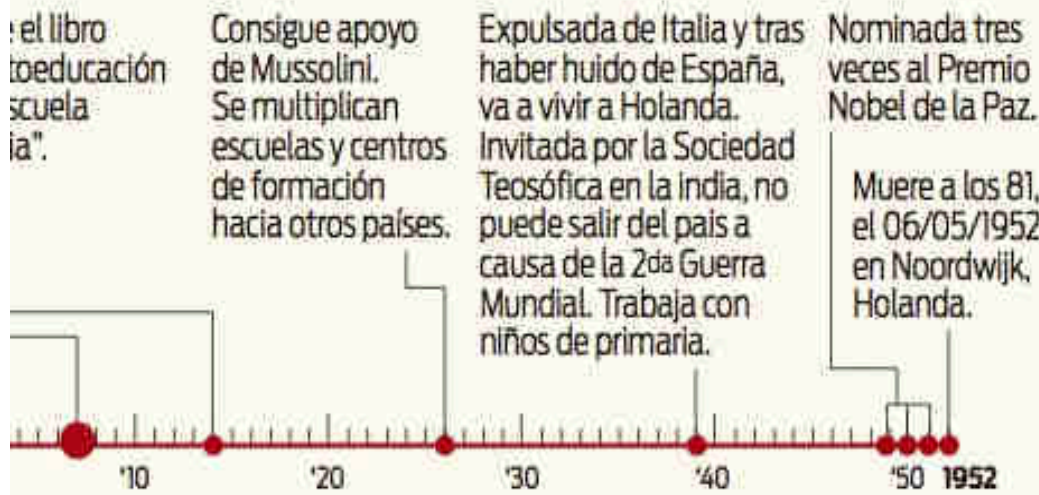 el libro
toeducación
scuela
ia".
Consigue apoyo
de Mussolini.
Se multiplican
escuelas y centros
de formación
hacia otros países.
Expulsada de Italia y tras
haber huido de España,
va a vivir a Holanda.
Invitada por la Sociedad
Teosófica en la india, no
puede salir del pais a
causa de la 2da Guerra
Mundial. Trabaja con
niños de primaria.
Nominada tres
veces al Premio
Nobel de la Paz.
Muere a los 81,
el 06/05/1952
en Noordwijk,
Holanda.
'10 '20 '30 '40 '50 1952